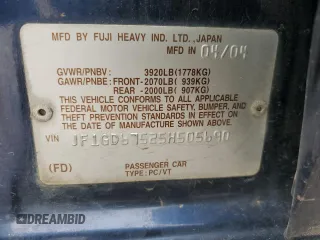 MFD BY FUJI HEAVY IND. LTD., JAPAN
MFD IN 04/04
GVWR/PNBV: 3920LB(1778KG)
GAWR/PNBE:FRONT-2070LB( 939KG)
REAR -2000LB( 907KG)
THIS VEHICLE CONFORMS TO ALL APPLICABLE
FEDERAL MOTOR VEHICLE SAFETY, BUMPER, AND
THEFT PREVENTION STANDARDS IN EFFECT ON
THE DATE OF MANUFACTURE SHOWN ABOVE.
VIN JF1GD67585H505690
(FD) PASSENGER CAR
TYPE:PC/VT
AUTOBIDMASTER